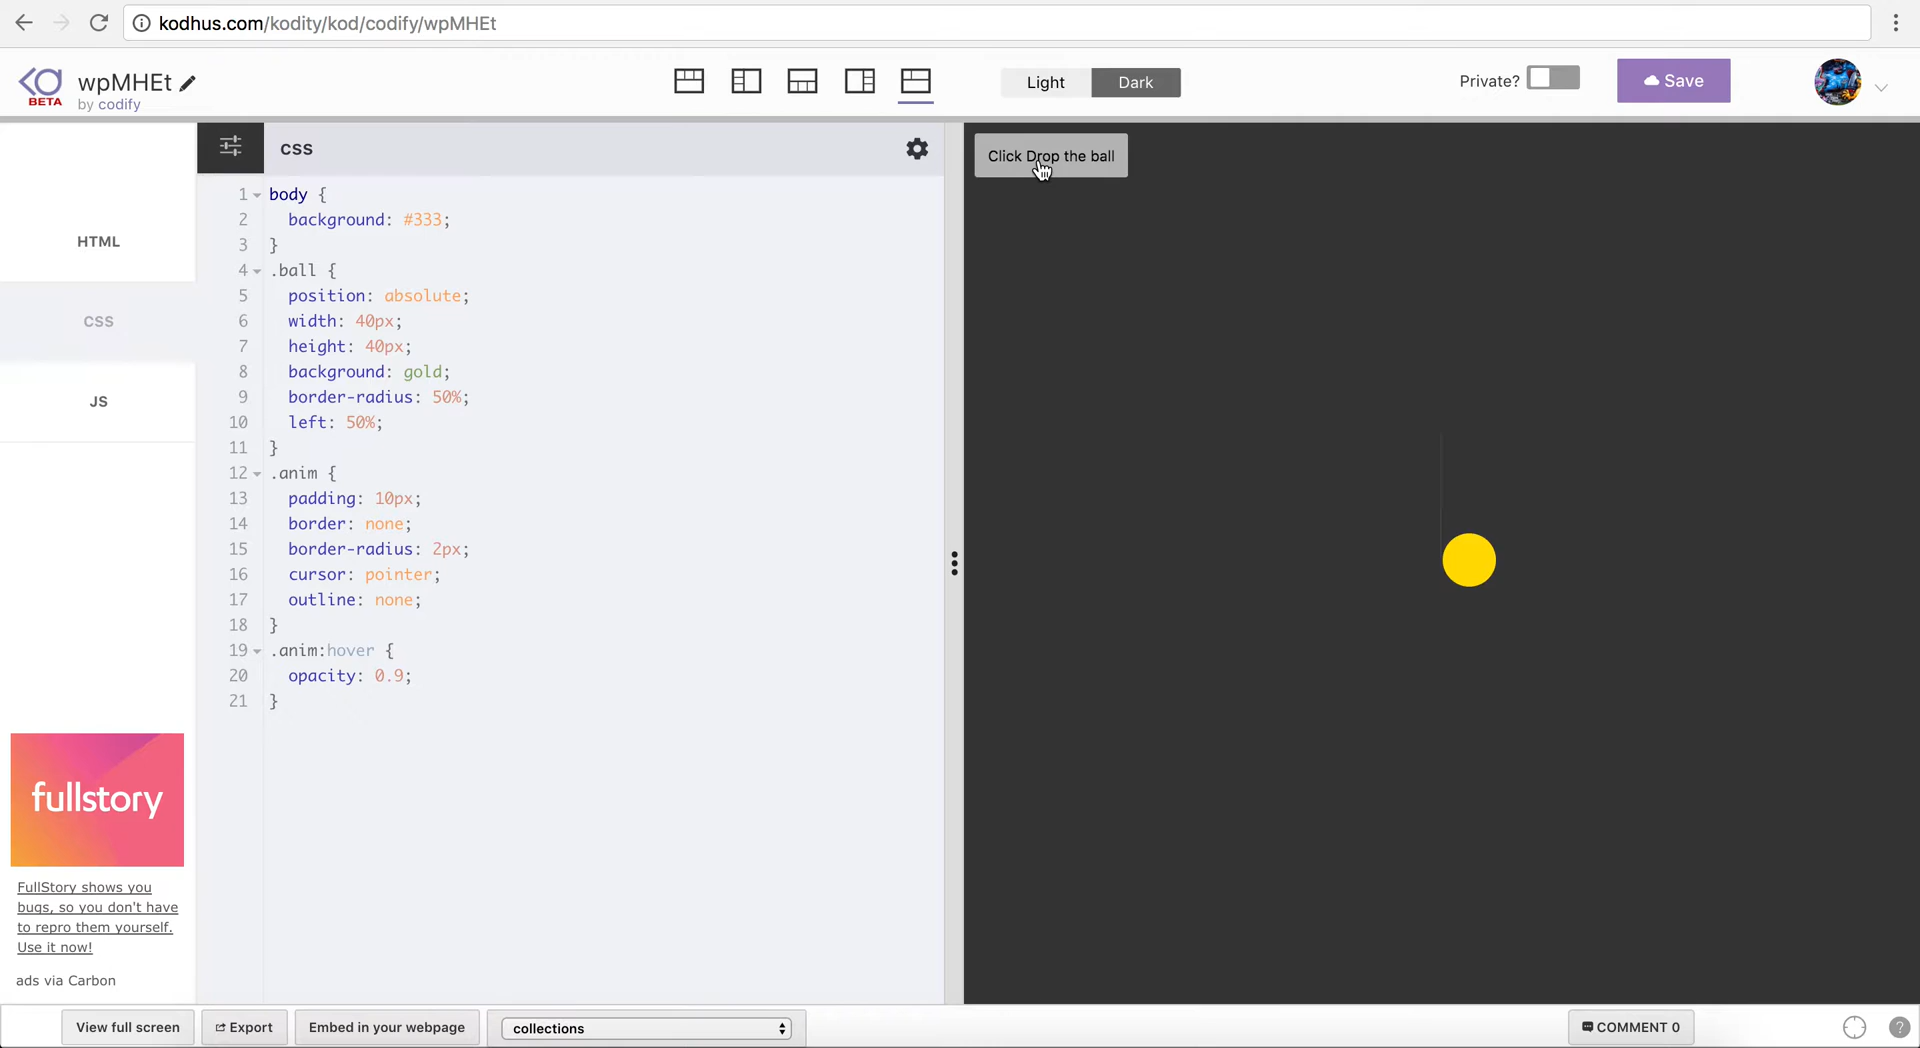 kodhus.com/kodity/kod/codify/wpMHEt
BETA
wpMHEt
by codify
Light
Dark
Private?
Save
HTML
CSS
JS
CSS
1 body {
2 background: #333;
3 }
4 .ball {
5 position: absolute;
6 width: 40px;
7 height: 40px;
8 background: gold;
9 border-radius: 50%;
10 left: 50%;
11 }
12 .anim {
13 padding: 10px;
14 border: none;
15 border-radius: 2px;
16 cursor: pointer;
17 outline: none;
18 }
19 .anim:hover {
20 opacity: 0.9;
21 }
Click Drop the ball
fullstory
FullStory shows you
bugs, so you don't have
to repro them yourself.
Use it now!
ads via Carbon
View full screen
Export
Embed in your webpage
collections
COMMENT 0
?